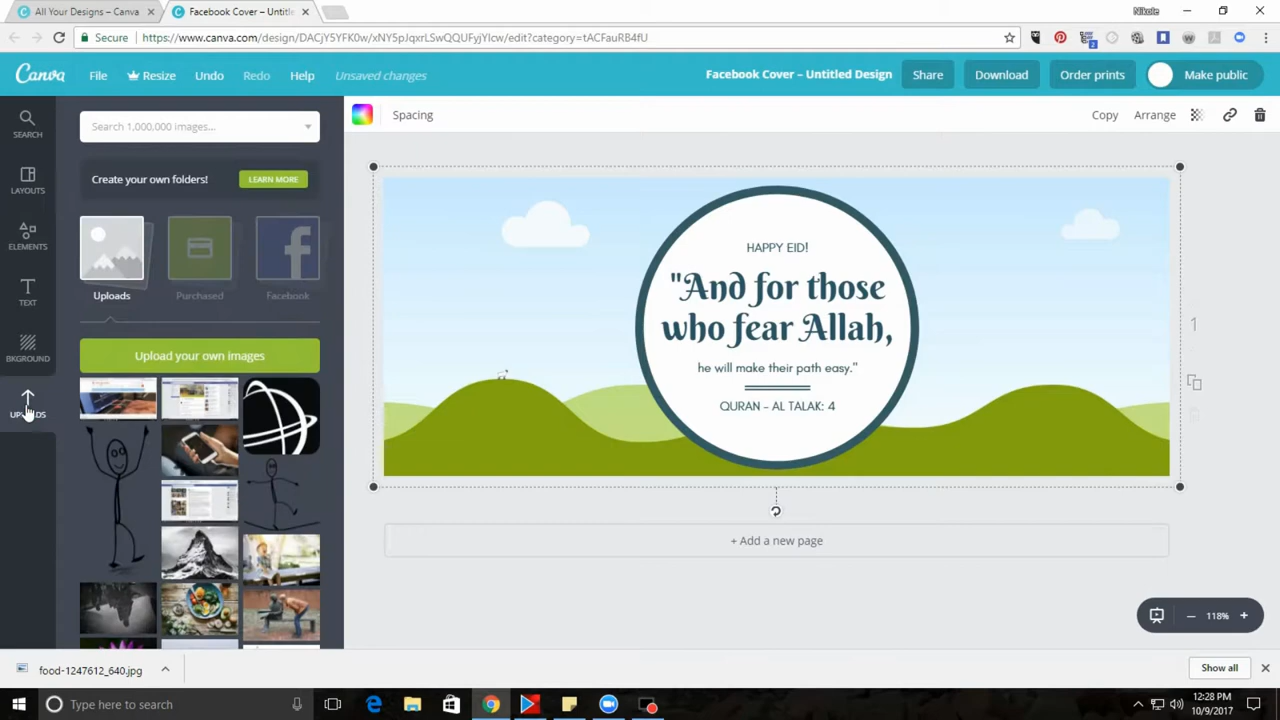 All Your Designs – Canva
Facebook Cover – Untitle
Nikole
Secure
https://www.canva.com/design/DACjY5YFK0w/xNY5pJqxrLSwQQUFyjYIcw/edit?category=tACFauRB4fU
Canva
File
Resize
Undo
Redo
Help
Unsaved changes
Facebook Cover – Untitled Design
Share
Download
Order prints
Make public
SEARCH
LAYOUTS
ELEMENTS
TEXT
BKGROUND
UPLOADS
Search 1,000,000 images...
Create your own folders!
LEARN MORE
Uploads
Purchased
Facebook
Upload your own images
Spacing
Copy
Arrange
HAPPY EID!
"And for those
who fear Allah,
he will make their path easy."
QURAN - AL TALAK: 4
1
+ Add a new page
118%
food-1247612_640.jpg
Show all
Type here to search
12:28 PM
10/9/2017